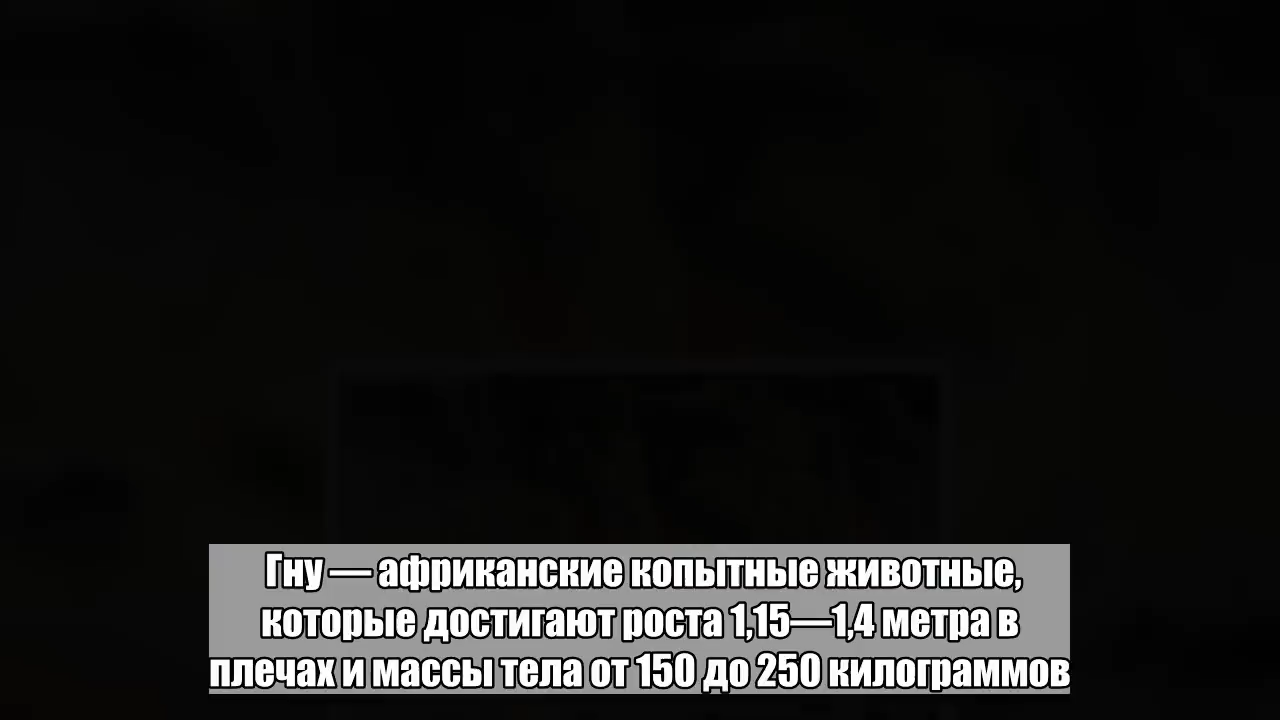 Гну — африканские копытные животные,
которые достигают роста 1,15—1,4 метра в
плечах и массы тела от 150 до 250 килограммов